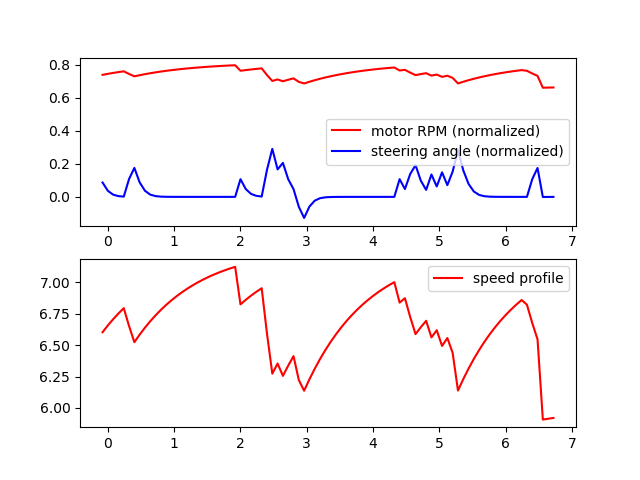 0.8
0.6
0.4
0.2
0.0
motor RPM (normalized)
steering angle (normalized)
0 1 2 3 4 5 6 7
7.00
6.75
6.50
6.25
6.00
speed profile
0 1 2 3 4 5 6 7